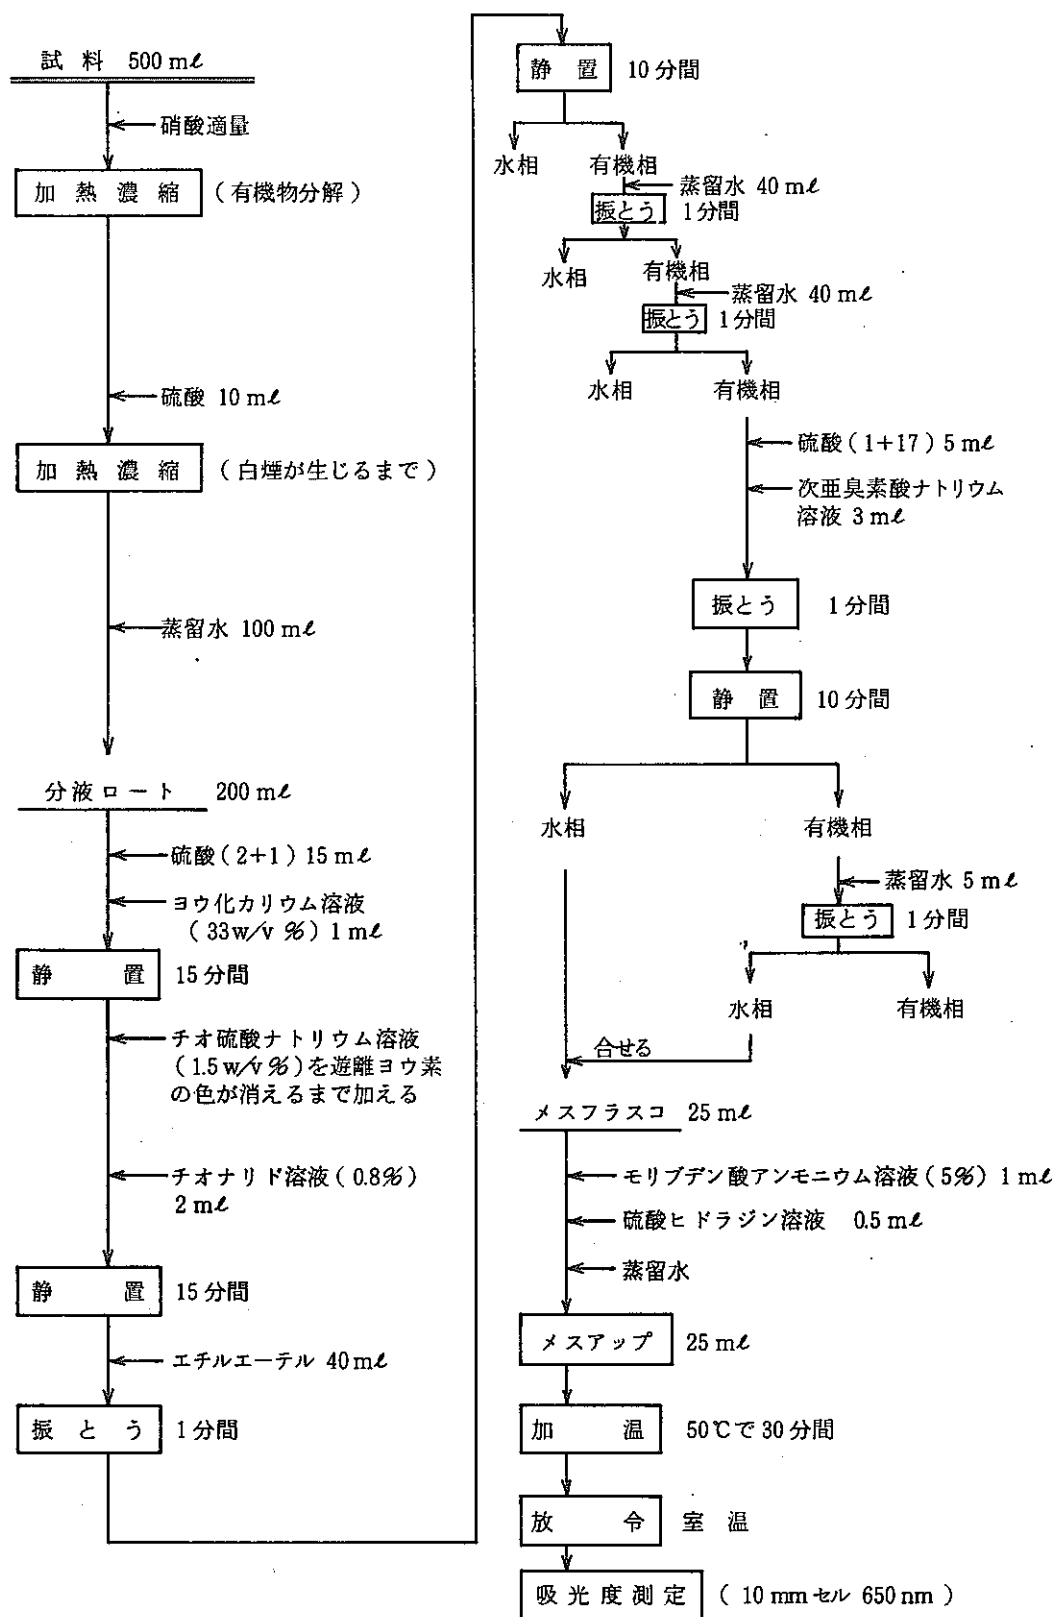 試料 500 mℓ
硝酸適量
加熱濃縮 (有機物分解)
硫酸 10 mℓ
加熱濃縮 (白煙が生じるまで)
蒸留水 100 mℓ
分液ロート 200 mℓ
硫酸(2+1) 15 mℓ
ヨウ化カリウム溶液
(33w/v %) 1 mℓ
静置 15分間
チオ硫酸ナトリウム溶液
(1.5 w/v %)を遊離ヨウ素
の色が消えるまで加える
チオナリド溶液(0.8%)
2 mℓ
静置 15分間
エチルエーテル 40 mℓ
振とう 1分間
静置 10分間
水相 有機相
蒸留水 40 mℓ
振とう 1分間
水相 有機相
蒸留水 40 mℓ
振とう 1分間
水相 有機相
硫酸(1+17) 5 mℓ
次亜臭素酸ナトリウム
溶液 3 mℓ
振とう 1分間
静置 10分間
水相 有機相
蒸留水 5 mℓ
振とう 1分間
水相 有機相
合せる
メスフラスコ 25 mℓ
モリブデン酸アンモニウム溶液(5%) 1 mℓ
硫酸ヒドラジン溶液 0.5 mℓ
蒸留水
メスアップ 25 mℓ
加温 50℃で30分間
放令 室温
吸光度測定 (10 mmセル 650 nm)